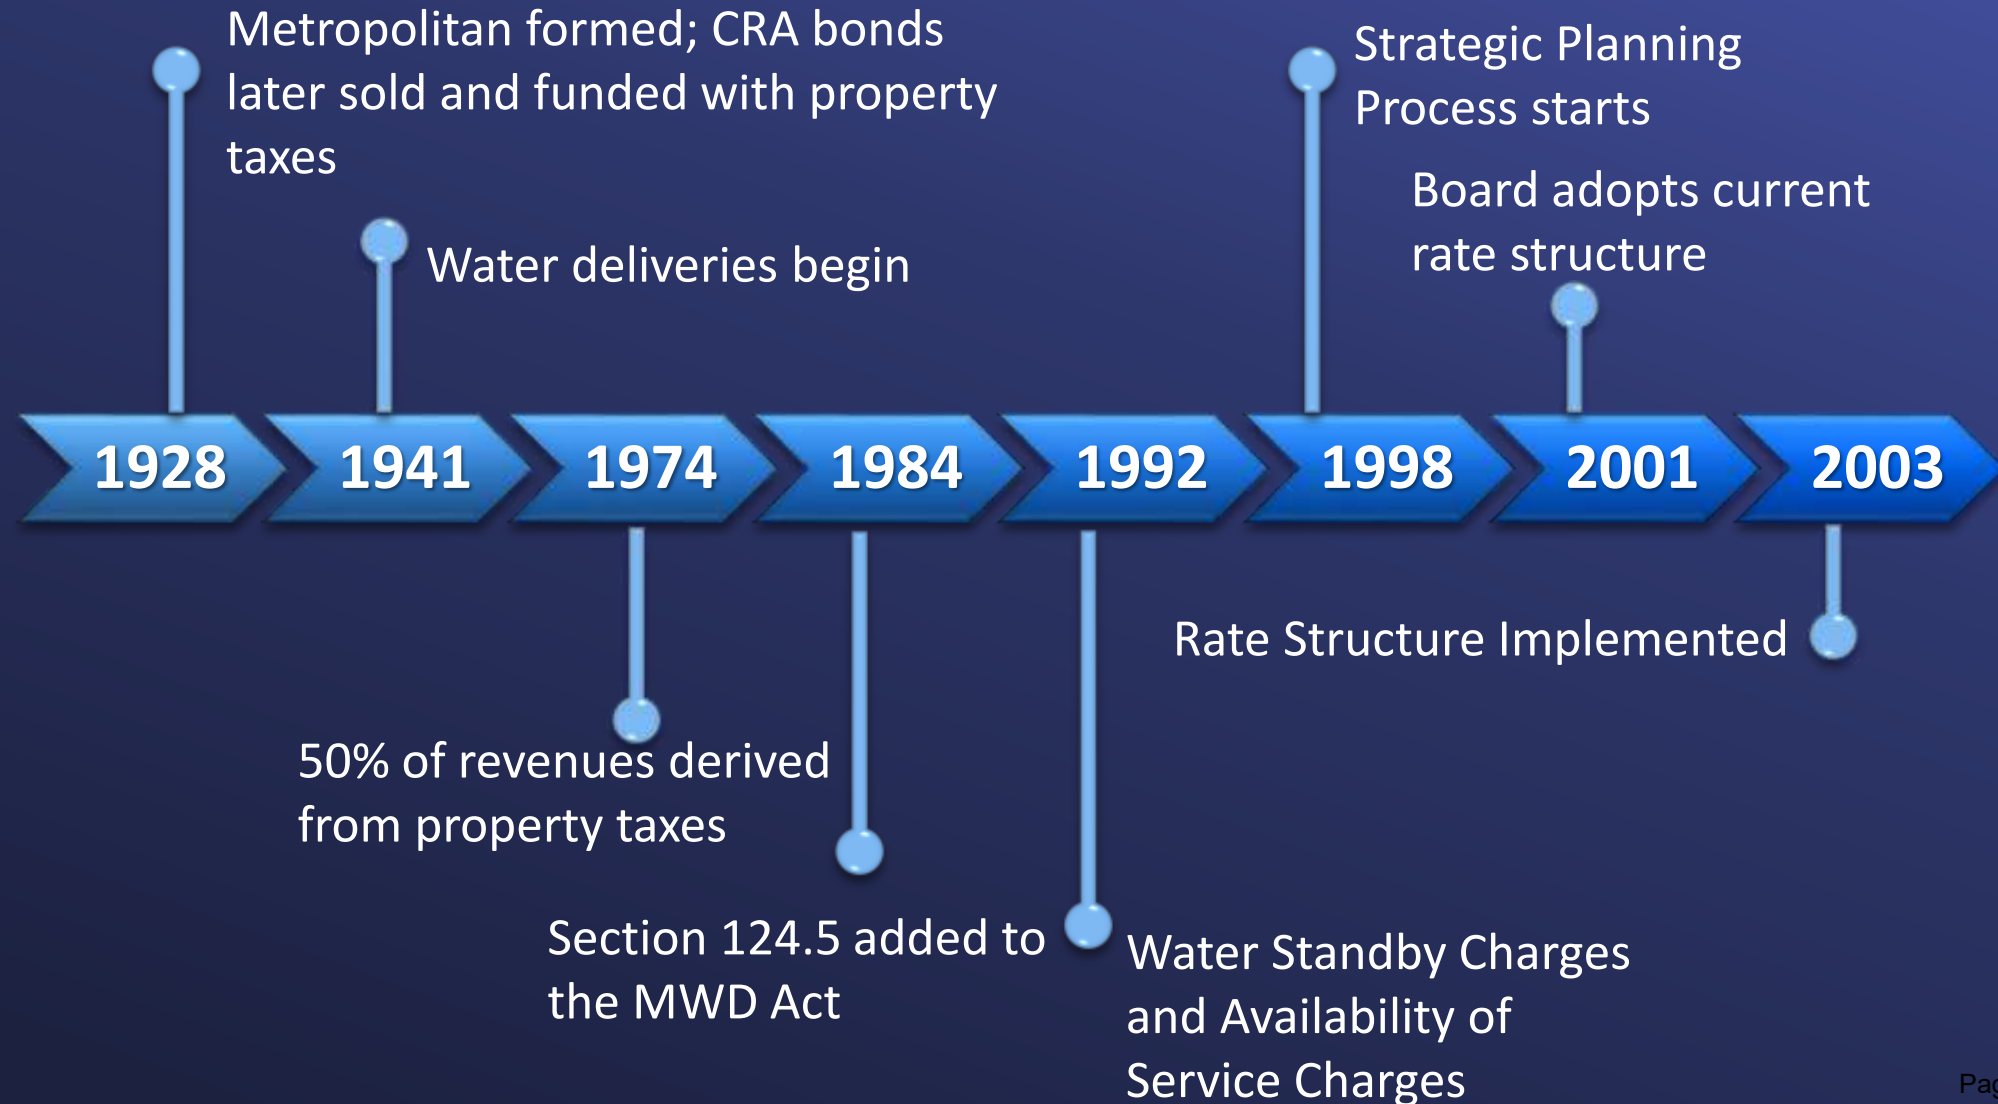 Metropolitan formed; CRA bonds
later sold and funded with property
taxes
Strategic Planning
Process starts
Board adopts current
rate structure
Water deliveries begin
1928
1941
1974
1984
1992
1998
2001
2003
Rate Structure Implemented
50% of revenues derived
from property taxes
Section 124.5 added to
the MWD Act
Water Standby Charges
and Availability of
Service Charges